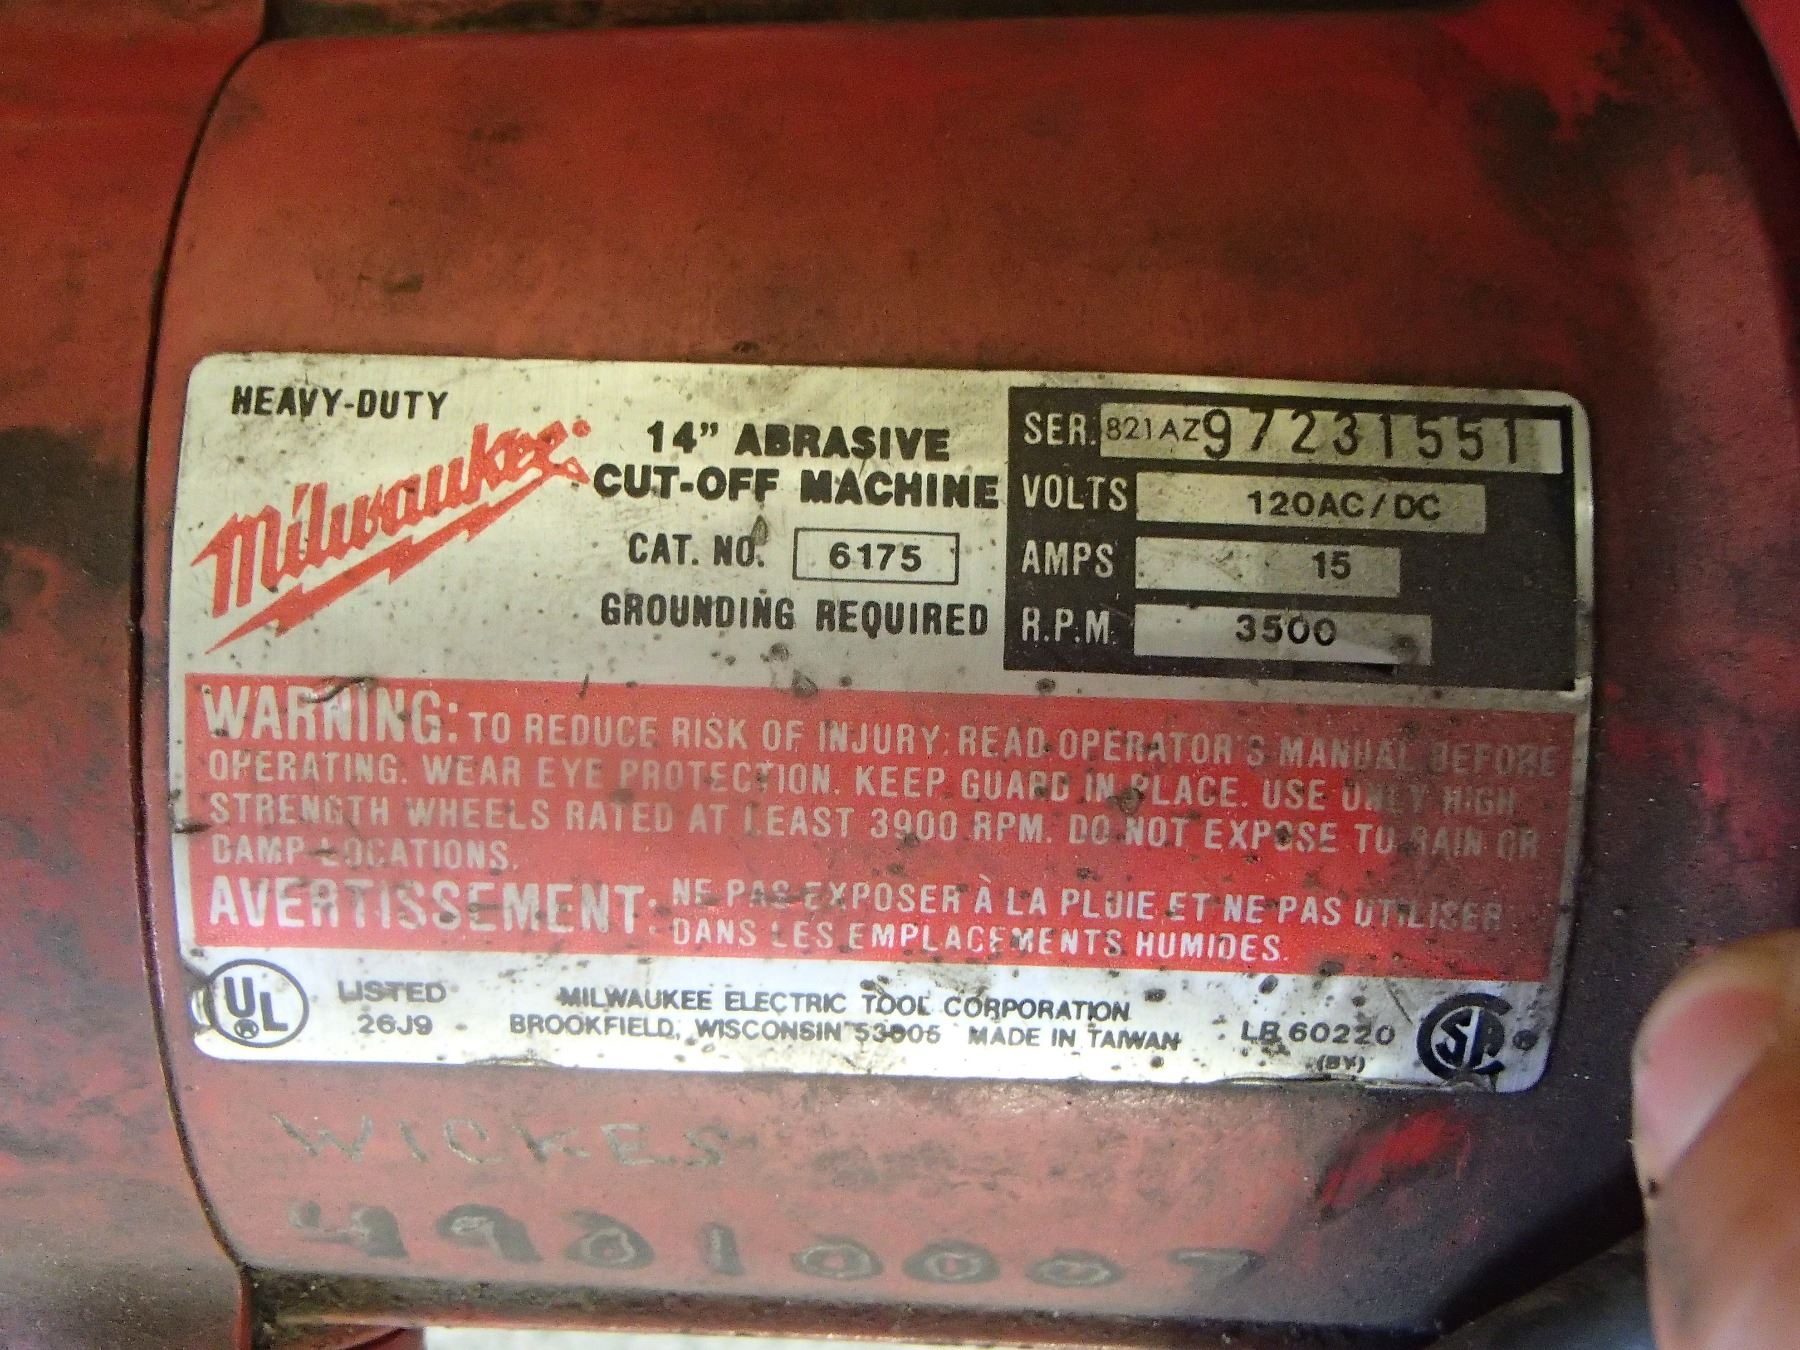 HEAVY-DUTY
Milwaukee
14" ABRASIVE
CUT-OFF MACHINE
CAT. NO. 6175
GROUNDING REQUIRED
SER. 821AZ97231551
VOLTS 120AC/DC
AMPS 15
R.P.M. 3500
WARNING: TO REDUCE RISK OF INJURY, READ OPERATOR'S MANUAL BEFORE
OPERATING. WEAR EYE PROTECTION. KEEP GUARD IN PLACE. USE ONLY HIGH
STRENGTH WHEELS RATED AT LEAST 3900 RPM. DO NOT EXPOSE TO RAIN OR
DAMP LOCATIONS.
AVERTISSEMENT: NE PAS EXPOSER À LA PLUIE ET NE PAS UTILISER
DANS LES EMPLACEMENTS HUMIDES.
UL®
LISTED
26J9
MILWAUKEE ELECTRIC TOOL CORPORATION
BROOKFIELD, WISCONSIN 53005 MADE IN TAIWAN
LB 60220
(BY)
SP®
WICKES